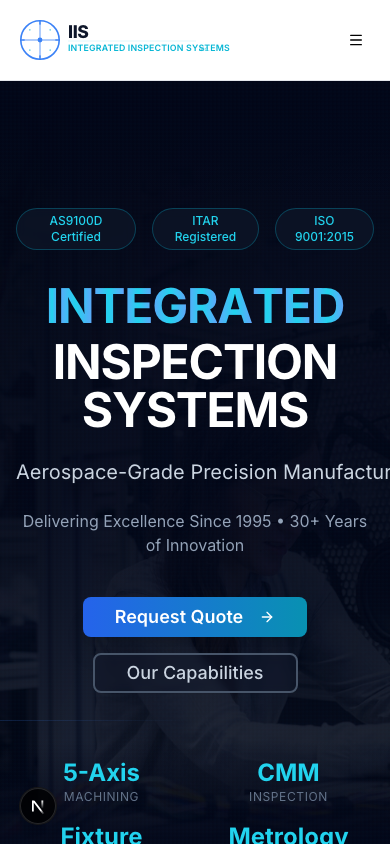 IIS
INTEGRATED INSPECTION SYSTEMS
☰
AS9100D
Certified
ITAR
Registered
ISO
9001:2015
INTEGRATED
INSPECTION
SYSTEMS
Aerospace-Grade Precision Manufactur
Delivering Excellence Since 1995 • 30+ Years
of Innovation
Request Quote →
Our Capabilities
5-Axis
MACHINING
CMM
INSPECTION
N
Fixture
Metrology